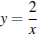 y = 2/x